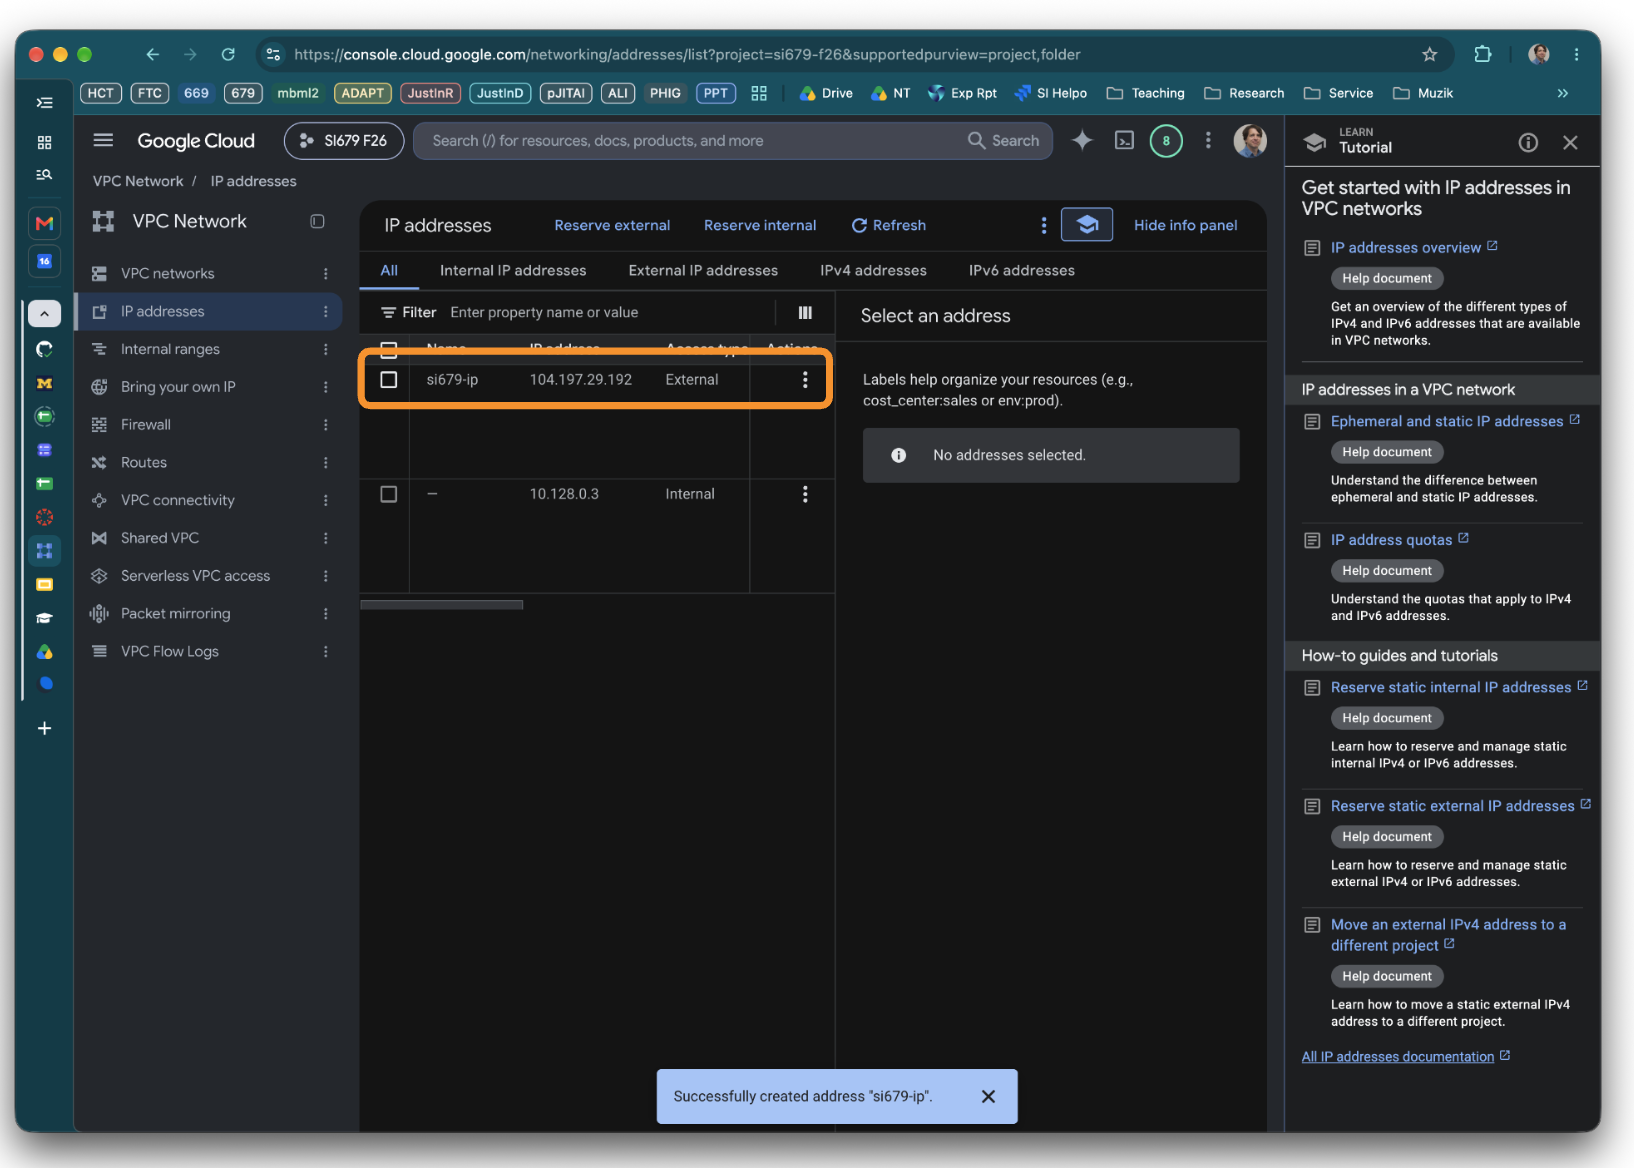 https://console.cloud.google.com/networking/addresses/list?project=si679-f26&supportedpurview=project,folder
HCT FTC 669 679 mbml2 ADAPT JustInR JustInD pJITAI ALI PHIG PPT Drive NT Exp Rpt SI Helpo Teaching Research Service Muzik
Google Cloud SI679 F26 Search (/) for resources, docs, products, and more Search 8
VPC Network / IP addresses
VPC Network
16
VPC networks
IP addresses
Internal ranges
Bring your own IP
Firewall
Routes
VPC connectivity
Shared VPC
Serverless VPC access
Packet mirroring
VPC Flow Logs
IP addresses Reserve external Reserve internal Refresh Hide info panel
All Internal IP addresses External IP addresses IPv4 addresses IPv6 addresses
Filter Enter property name or value
Name IP address Access type Actions
si679-ip 104.197.29.192 External
– 10.128.0.3 Internal
Select an address
Labels help organize your resources (e.g.,
cost_center:sales or env:prod).
No addresses selected.
Successfully created address "si679-ip".
LEARN
Tutorial
Get started with IP addresses in
VPC networks
IP addresses overview
Help document
Get an overview of the different types of
IPv4 and IPv6 addresses that are available
in VPC networks.
IP addresses in a VPC network
Ephemeral and static IP addresses
Help document
Understand the difference between
ephemeral and static IP addresses.
IP address quotas
Help document
Understand the quotas that apply to IPv4
and IPv6 addresses.
How-to guides and tutorials
Reserve static internal IP addresses
Help document
Learn how to reserve and manage static
internal IPv4 or IPv6 addresses.
Reserve static external IP addresses
Help document
Learn how to reserve and manage static
external IPv4 or IPv6 addresses.
Move an external IPv4 address to a
different project
Help document
Learn how to move a static external IPv4
address to a different project.
All IP addresses documentation